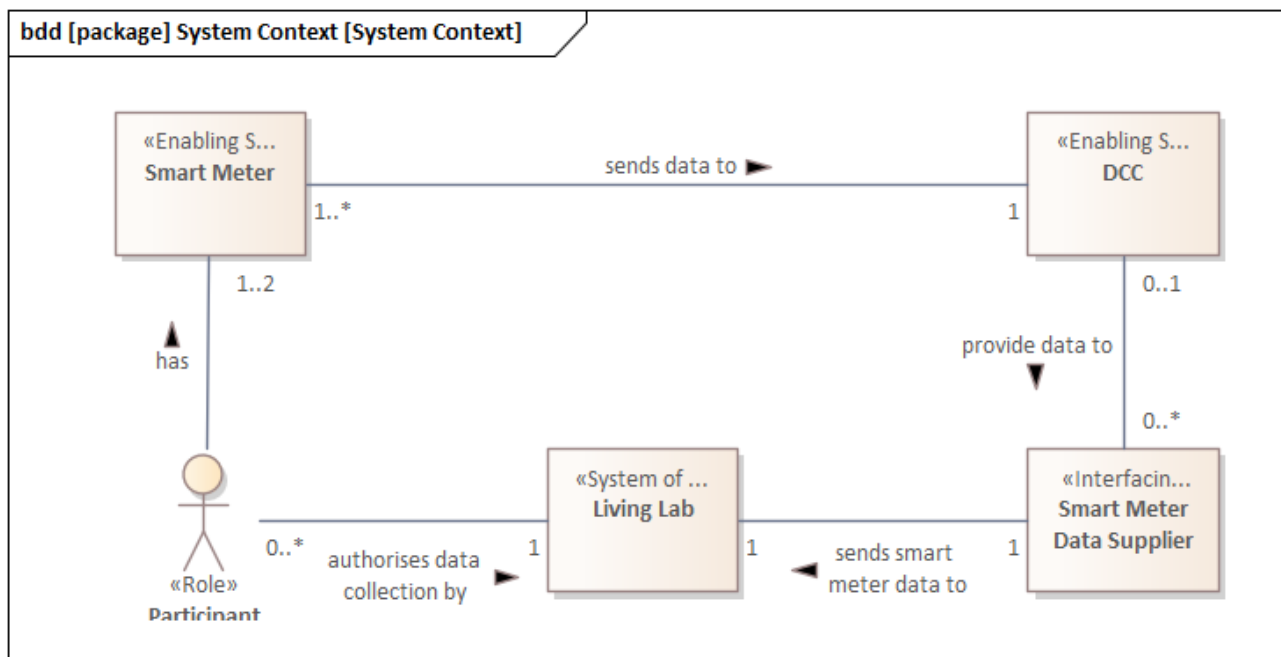 bdd [package] System Context [System Context]
«Enabling S...
Smart Meter
«Enabling S...
DCC
sends data to
1..*
1
1..2
0..1
has
provide data to
0..*
«System of ...
Living Lab
«Interfacin...
Smart Meter
Data Supplier
0..*
1
1
1
authorises data
collection by
sends smart
meter data to
«Role»
Participant